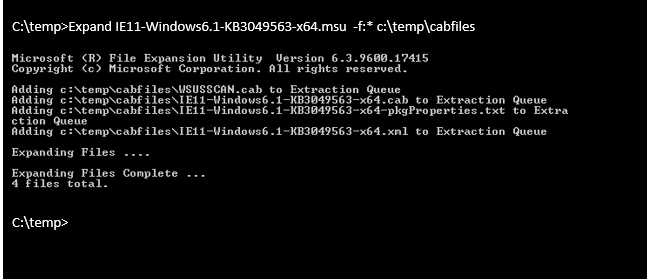 C:\temp>Expand IE11-Windows6.1-KB3049563-x64.msu -f:* c:\temp\cabfiles
Microsoft (R) File Expansion Utility Version 6.3.9600.17415
Copyright (c) Microsoft Corporation. All rights reserved.
Adding c:\temp\cabfiles\WSUSSCAN.cab to Extraction Queue
Adding c:\temp\cabfiles\IE11-Windows6.1-KB3049563-x64.cab to Extraction Queue
Adding c:\temp\cabfiles\IE11-Windows6.1-KB3049563-x64-pkgProperties.txt to Extra
ction Queue
Adding c:\temp\cabfiles\IE11-Windows6.1-KB3049563-x64.xml to Extraction Queue
Expanding Files ....
Expanding Files Complete ...
4 files total.
C:\temp>